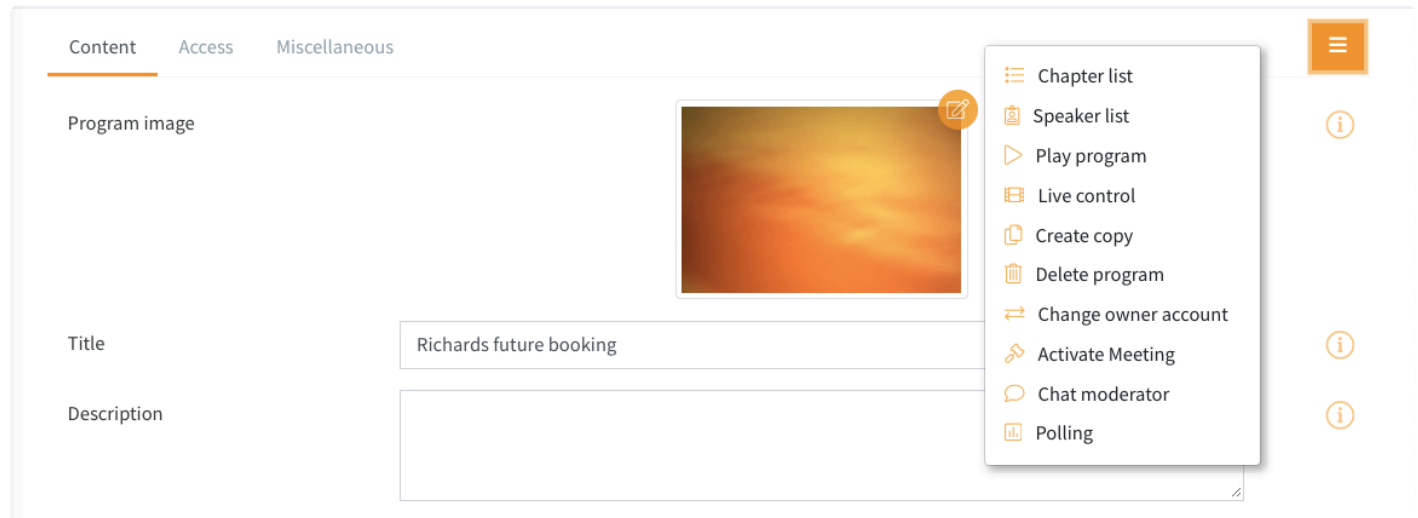 Content Access Miscellaneous
Program image
Chapter list
Speaker list
Play program
Live control
Create copy
Delete program
Change owner account
Activate Meeting
Chat moderator
Polling
Title
Richards future booking
Description